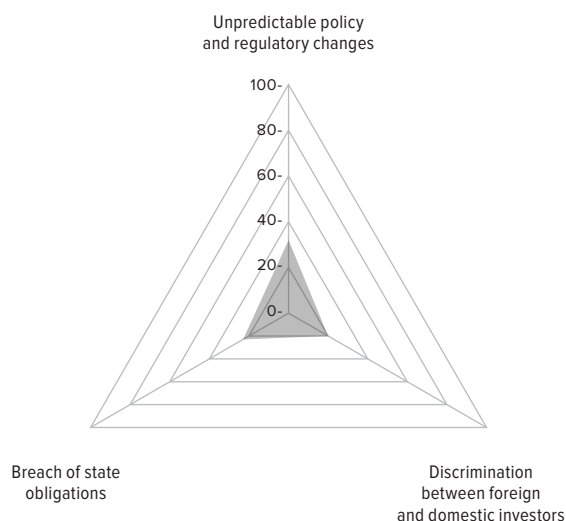 Unpredictable policy
and regulatory changes
100-
80-
60-
40-
20-
0-
Breach of state
obligations
Discrimination
between foreign
and domestic investors